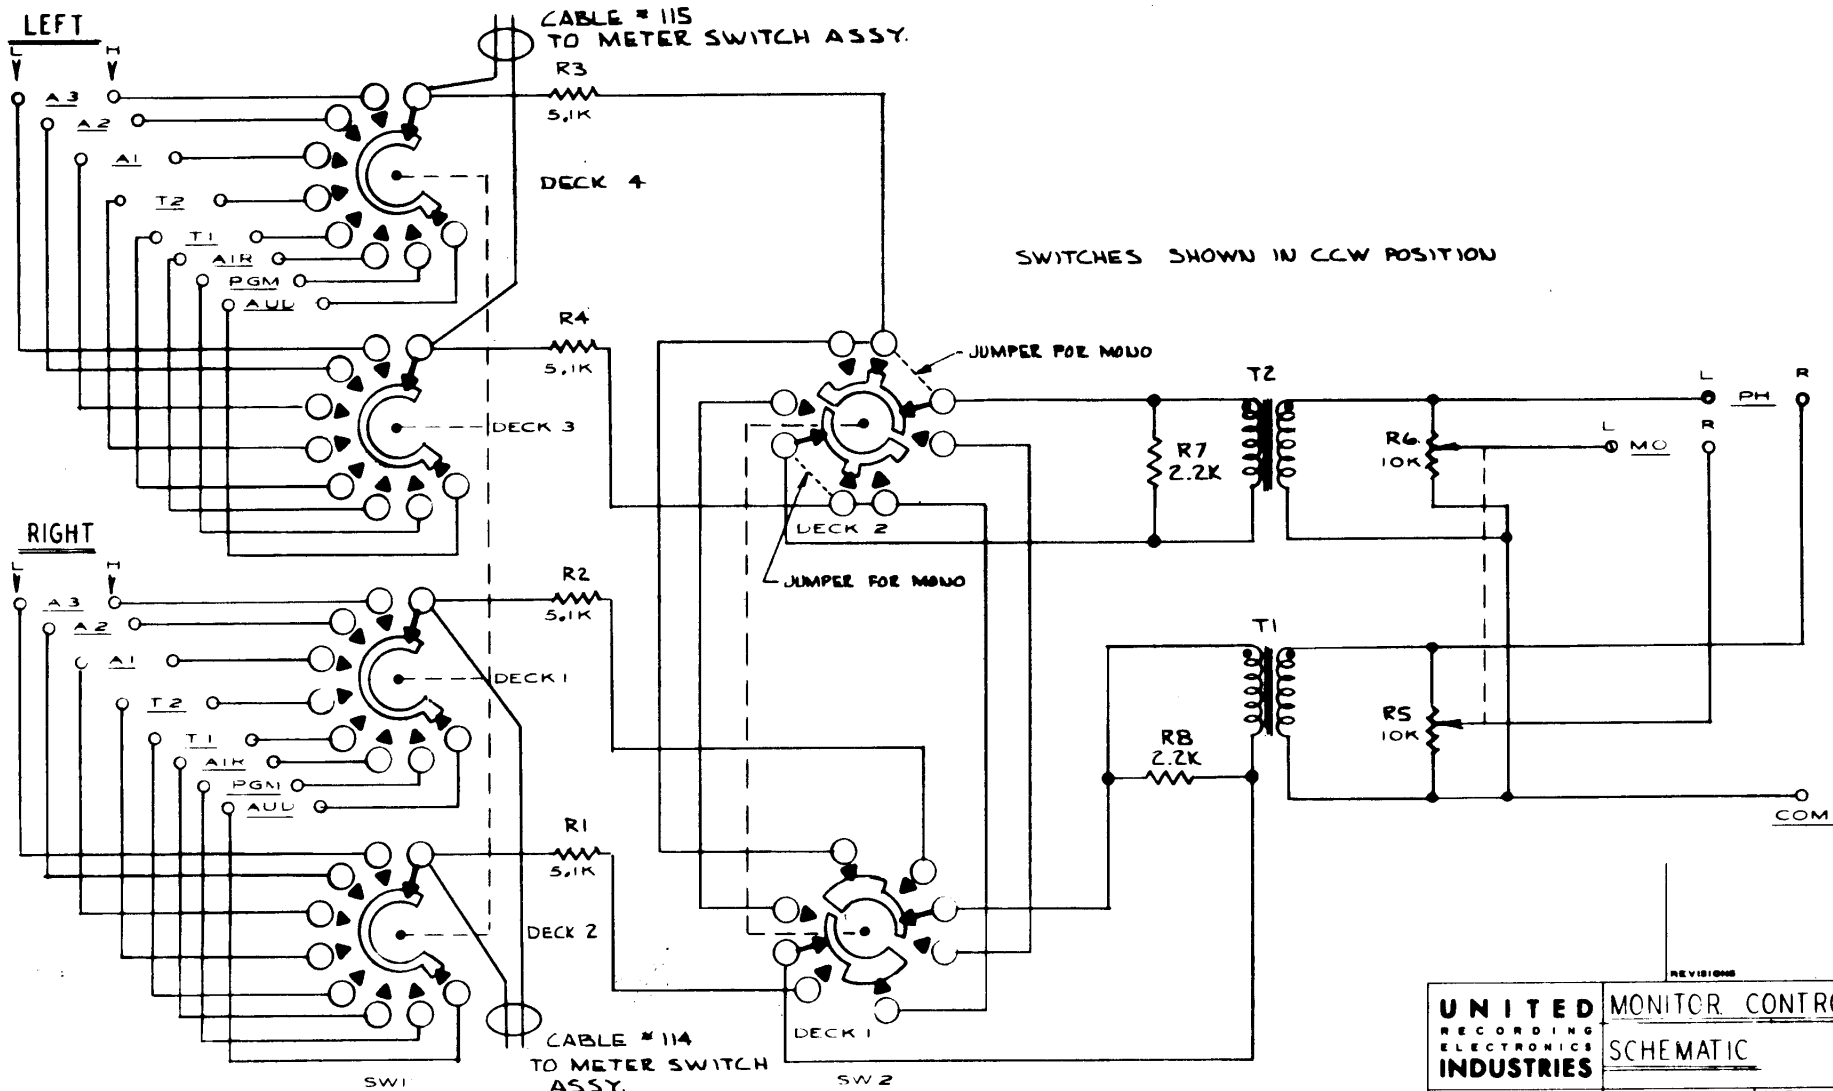 LEFT
L H
A3
A2
A1
T2
T1
AIR
PGM
AUD
CABLE # 115
TO METER SWITCH ASSY.
R3
5.1K
DECK 4
SWITCHES SHOWN IN CCW POSITION
R4
5.1K
DECK 3
JUMPER FOR MONO
DECK 2
JUMPER FOR MONO
R7
2.2K
T2
R6
10K
L PH R
L MO R
RIGHT
L H
A3
A2
A1
T2
T1
AIR
PGM
AUD
R2
5.1K
DECK 1
T1
R8
2.2K
R5
10K
COM
R1
5.1K
DECK 2
DECK 1
CABLE # 114
TO METER SWITCH
ASSY.
SW1
SW2
REVISIONS
UNITED
RECORDING
ELECTRONICS
INDUSTRIES
MONITOR CONTRO
SCHEMATIC